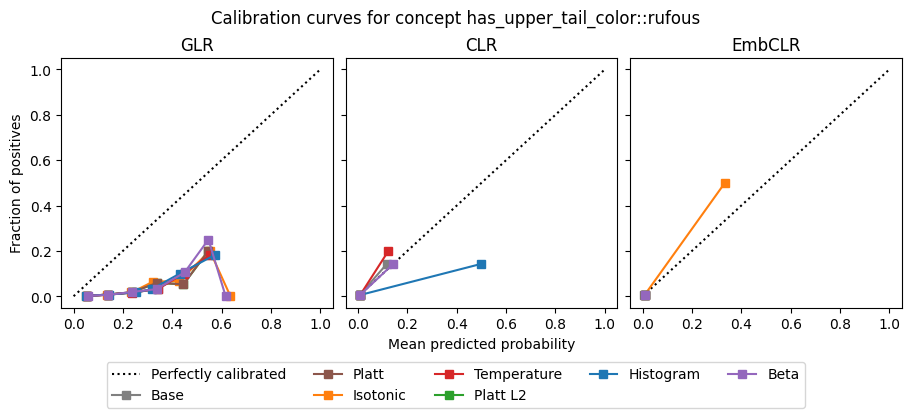 Calibration curves for concept has_upper_tail_color::rufous
GLR
CLR
EmbCLR
Fraction of positives
1.0
0.8
0.6
0.4
0.2
0.0
0.0 0.2 0.4 0.6 0.8 1.0
0.0 0.2 0.4 0.6 0.8 1.0
0.0 0.2 0.4 0.6 0.8 1.0
Mean predicted probability
Perfectly calibrated
Base
Platt
Isotonic
Temperature
Platt L2
Histogram
Beta